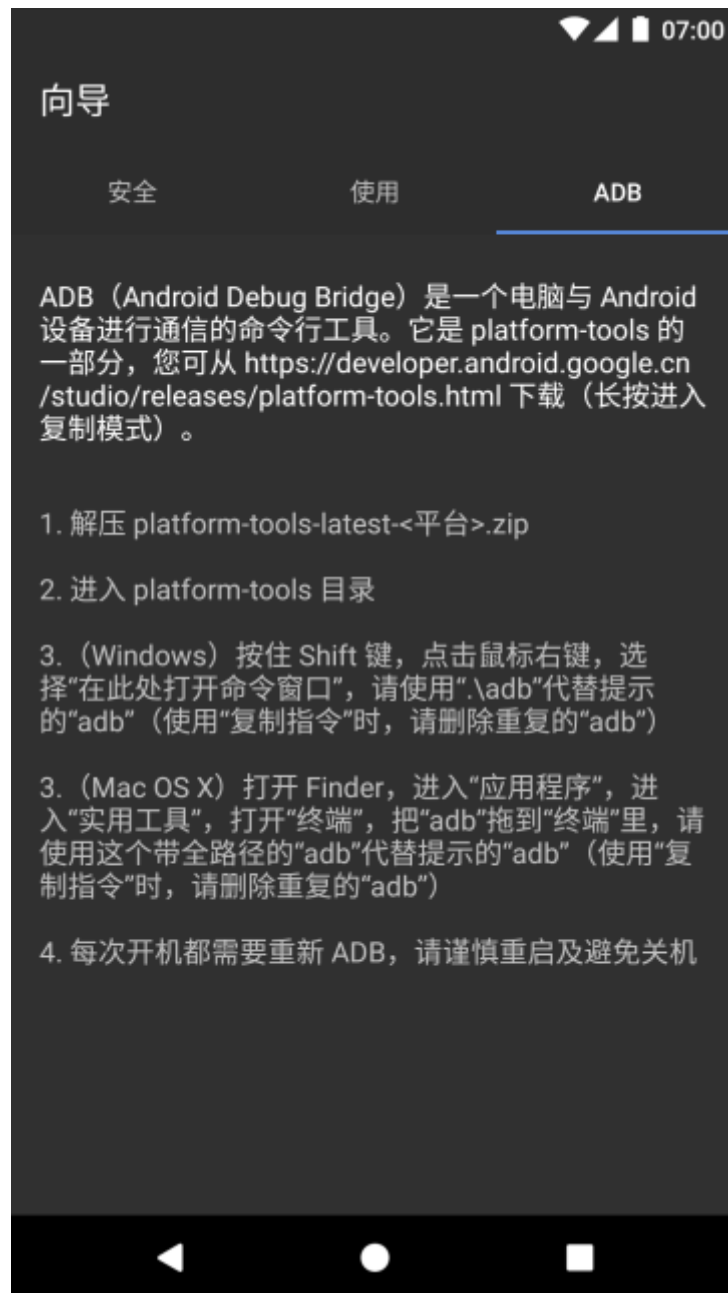 07:00
向导
安全 使用 ADB
ADB（Android Debug Bridge）是一个电脑与 Android
设备进行通信的命令行工具。它是 platform-tools 的
一部分，您可从 https://developer.android.google.cn
/studio/releases/platform-tools.html 下载（长按进入
复制模式）。
1. 解压 platform-tools-latest-<平台>.zip
2. 进入 platform-tools 目录
3.（Windows）按住 Shift 键，点击鼠标右键，选
择“在此处打开命令窗口”，请使用“.\adb”代替提示
的“adb”（使用“复制指令”时，请删除重复的“adb”）
3.（Mac OS X）打开 Finder，进入“应用程序”，进
入“实用工具”，打开“终端”，把“adb”拖到“终端”里，请
使用这个带全路径的“adb”代替提示的“adb”（使用“复
制指令”时，请删除重复的“adb”）
4. 每次开机都需要重新 ADB，请谨慎重启及避免关机